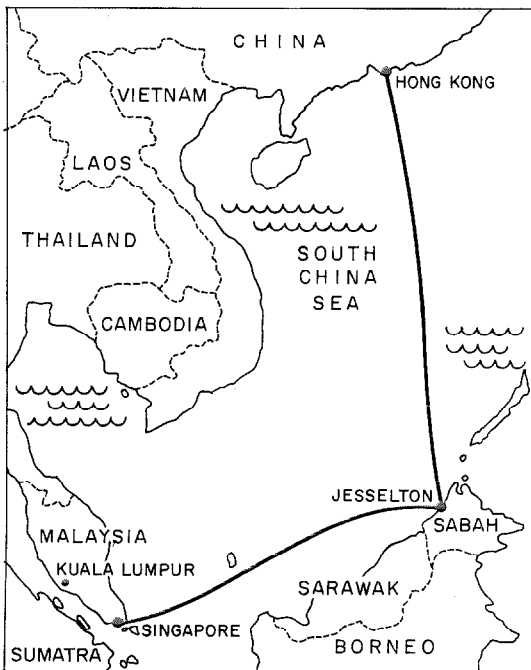 CHINA
HONG KONG
VIETNAM
LAOS
THAILAND
SOUTH
CHINA
SEA
CAMBODIA
JESSELTON
SABAH
MALAYSIA
KUALA LUMPUR
SARAWAK
SINGAPORE
BORNEO
SUMATRA